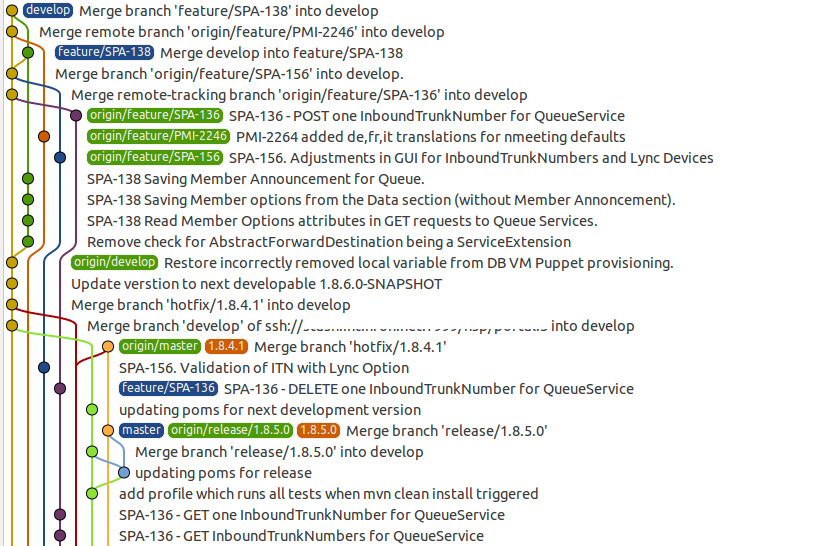 develop Merge branch 'feature/SPA-138' into develop
Merge remote branch 'origin/feature/PMI-2246' into develop
feature/SPA-138 Merge develop into feature/SPA-138
Merge branch 'origin/feature/SPA-156' into develop.
Merge remote-tracking branch 'origin/feature/SPA-136' into develop
origin/feature/SPA-136 SPA-136 - POST one InboundTrunkNumber for QueueService
origin/feature/PMI-2246 PMI-2264 added de,fr,it translations for nmeeting defaults
origin/feature/SPA-156 SPA-156. Adjustments in GUI for InboundTrunkNumbers and Lync Devices
SPA-138 Saving Member Announcement for Queue.
SPA-138 Saving Member options from the Data section (without Member Annoncement).
SPA-138 Read Member Options attributes in GET requests to Queue Services.
Remove check for AbstractForwardDestination being a ServiceExtension
origin/develop Restore incorrectly removed local variable from DB VM Puppet provisioning.
Update verstion to next developable 1.8.6.0-SNAPSHOT
Merge branch 'hotfix/1.8.4.1' into develop
Merge branch 'develop' of ssh:// into develop
origin/master 1.8.4.1 Merge branch 'hotfix/1.8.4.1'
SPA-156. Validation of ITN with Lync Option
feature/SPA-136 SPA-136 - DELETE one InboundTrunkNumber for QueueService
updating poms for next development version
master origin/release/1.8.5.0 1.8.5.0 Merge branch 'release/1.8.5.0'
Merge branch 'release/1.8.5.0' into develop
updating poms for release
add profile which runs all tests when mvn clean install triggered
SPA-136 - GET one InboundTrunkNumber for QueueService
SPA-136 - GET InboundTrunkNumbers for QueueService